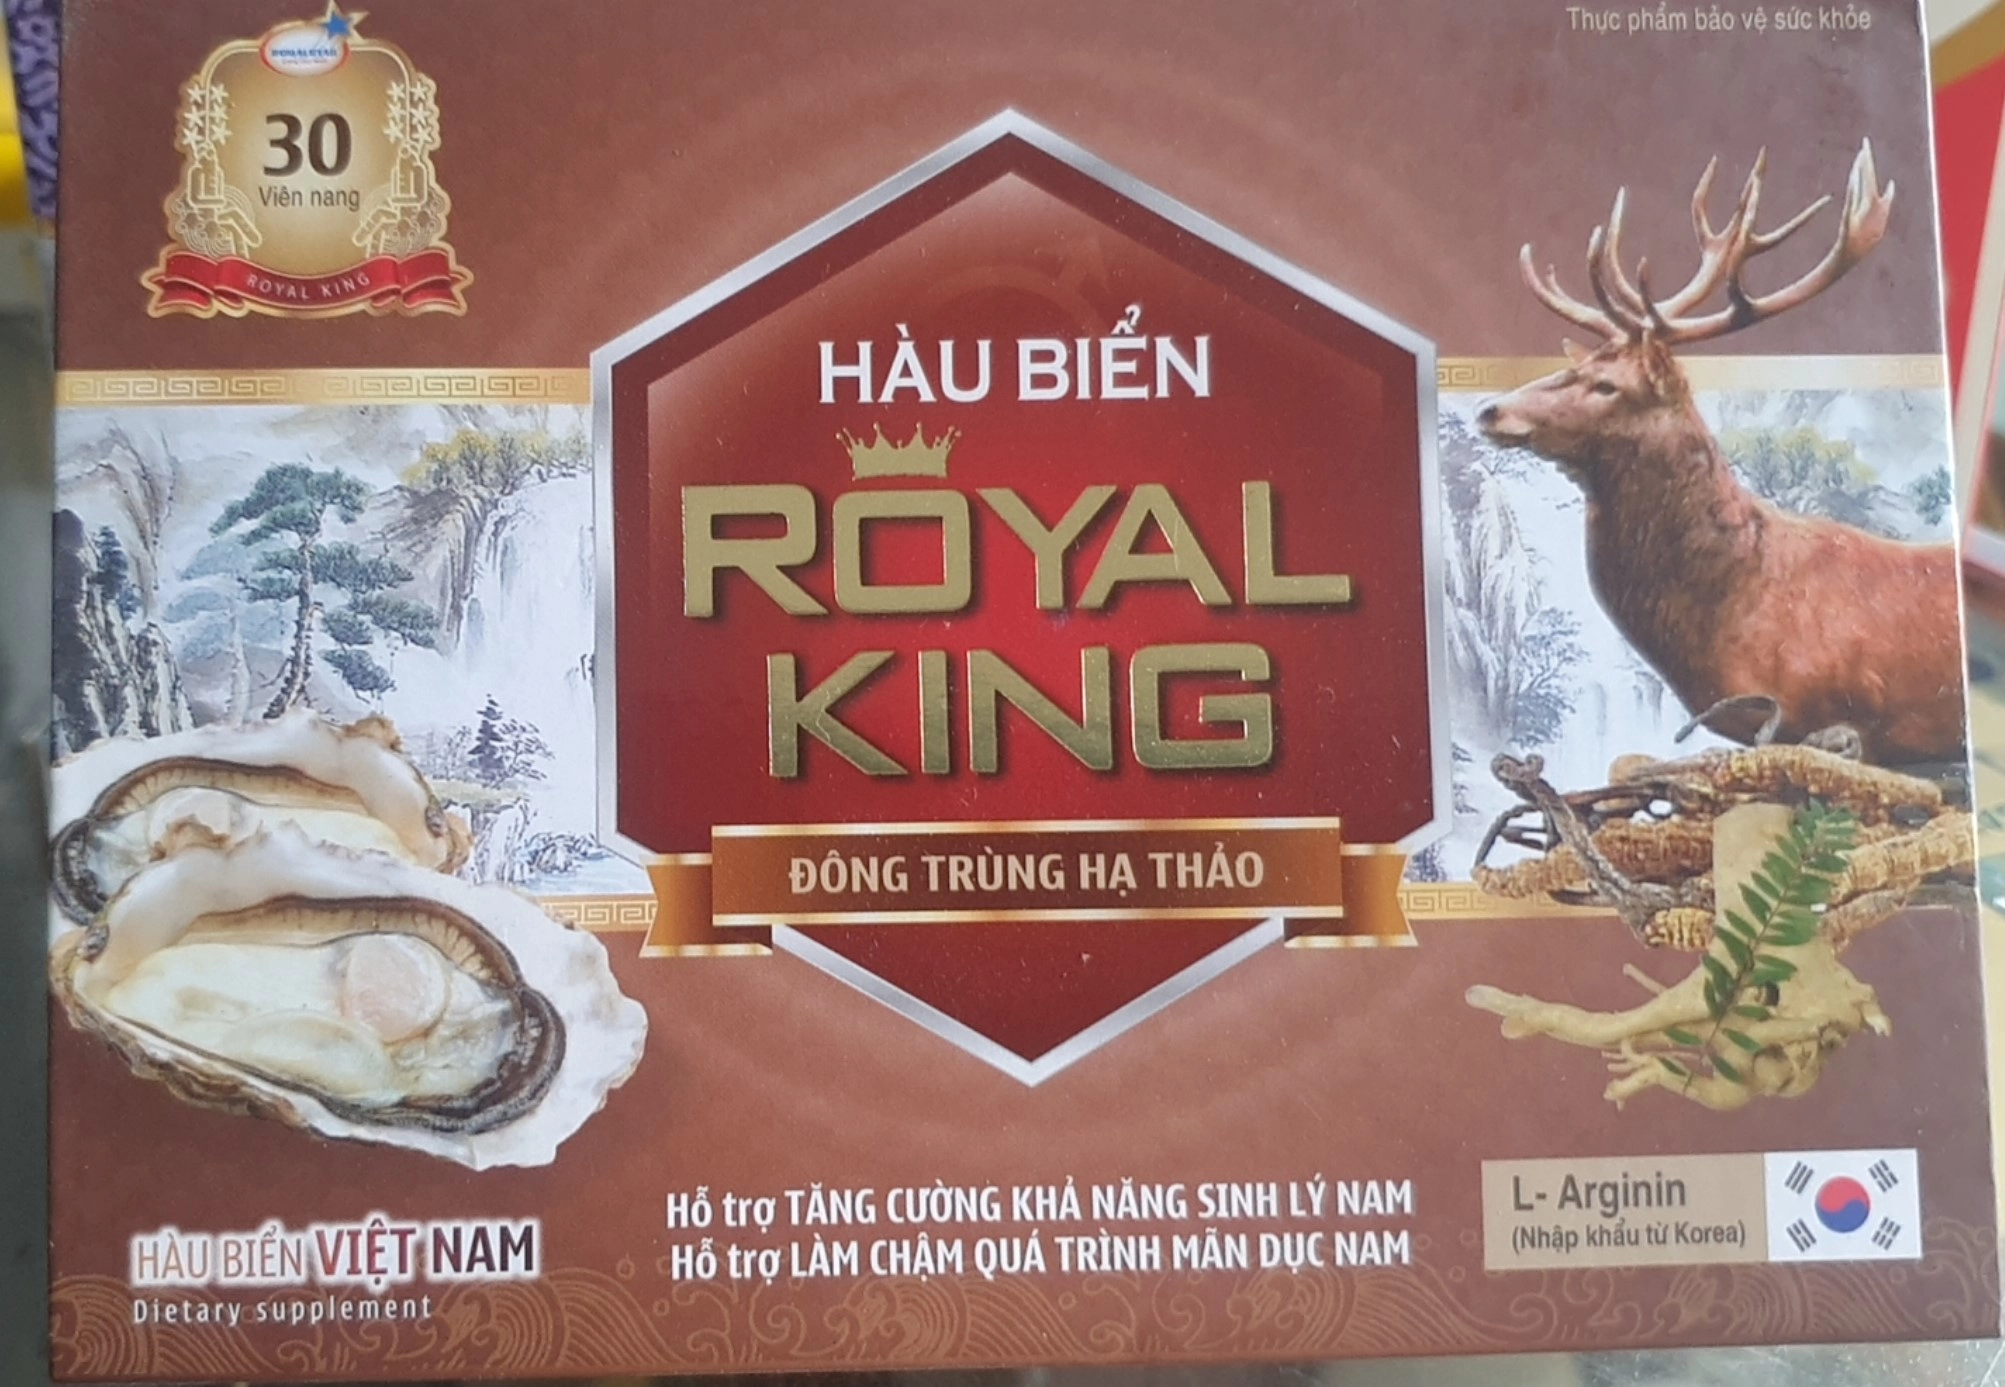 Thực phẩm bảo vệ sức khỏe
ROYALSTAR
30
Viên nang
ROYAL KING
HÀU BIỂN
ROYAL
KING
ĐÔNG TRÙNG HẠ THẢO
Hỗ trợ TĂNG CƯỜNG KHẢ NĂNG SINH LÝ NAM
Hỗ trợ LÀM CHẬM QUÁ TRÌNH MÃN DỤC NAM
HÀU BIỂN VIỆT NAM
Dietary supplement
L- Arginin
(Nhập khẩu từ Korea)